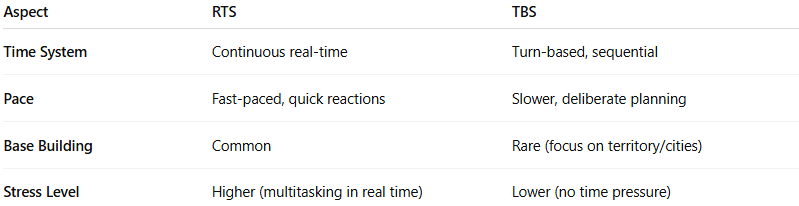 Aspect RTS TBS
Time System Continuous real-time Turn-based, sequential
Pace Fast-paced, quick reactions Slower, deliberate planning
Base Building Common Rare (focus on territory/cities)
Stress Level Higher (multitasking in real time) Lower (no time pressure)